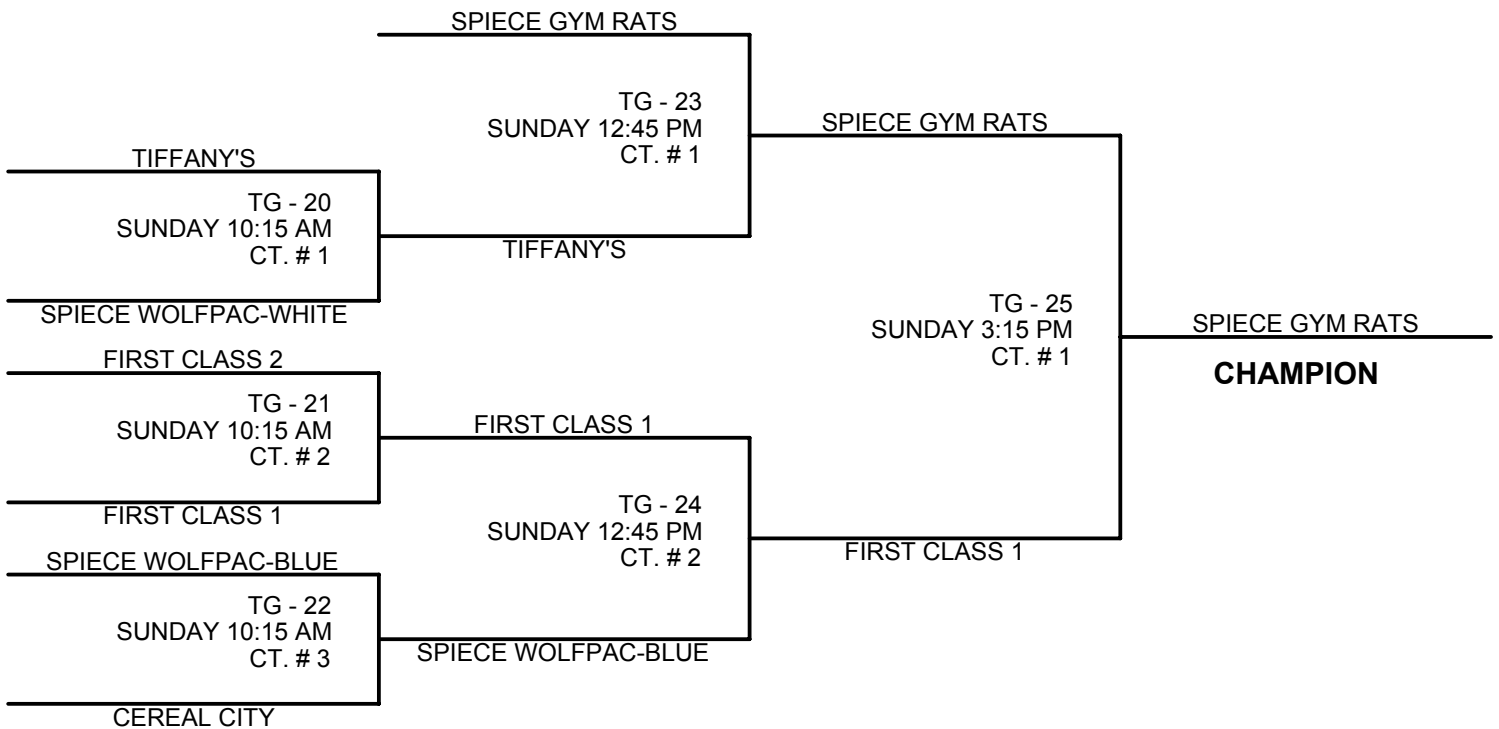 SPIECE GYM RATS
TG - 23
SUNDAY 12:45 PM
CT. # 1
SPIECE GYM RATS
TIFFANY'S
TG - 20
SUNDAY 10:15 AM
CT. # 1
TIFFANY'S
SPIECE WOLFPAC-WHITE
TG - 25
SUNDAY 3:15 PM
CT. # 1
SPIECE GYM RATS
CHAMPION
FIRST CLASS 2
TG - 21
SUNDAY 10:15 AM
CT. # 2
FIRST CLASS 1
FIRST CLASS 1
TG - 24
SUNDAY 12:45 PM
CT. # 2
FIRST CLASS 1
SPIECE WOLFPAC-BLUE
TG - 22
SUNDAY 10:15 AM
CT. # 3
SPIECE WOLFPAC-BLUE
CEREAL CITY